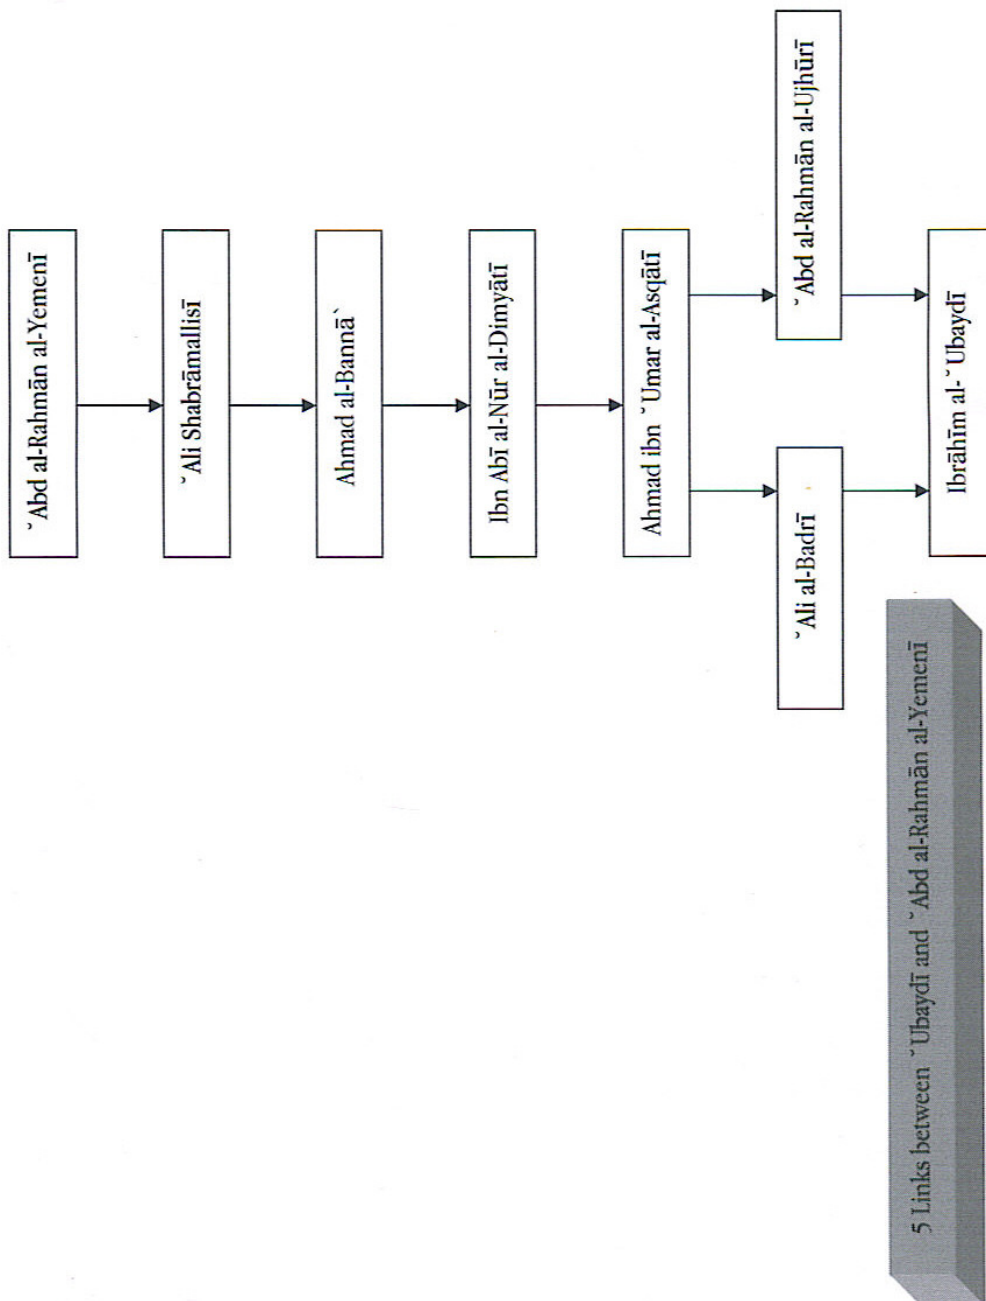 ˘Abd al-Rahmān al-Yemenī
˘Ali Shabrāmallisī
Ahmad al-Bannā`
Ibn Abī al-Nūr al-Dimyātī
Ahmad ibn ˘Umar al-Asqātī
˘Ali al-Badrī
˘Abd al-Rahmān al-Ujhūrī
Ibrāhīm al-˘Ubaydī
5 Links between ˘Ubaydī and ˘Abd al-Rahmān al-Yemenī